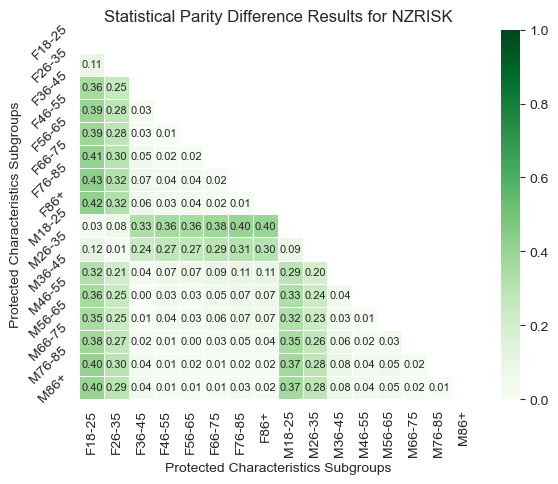 Statistical Parity Difference Results for NZRISK
Protected Characteristics Subgroups
F18-25
F26-35 0.11
F36-45 0.36 0.25
F46-55 0.39 0.28 0.03
F56-65 0.39 0.28 0.03 0.01
F66-75 0.41 0.30 0.05 0.02 0.02
F76-85 0.43 0.32 0.07 0.04 0.04 0.02
F86+ 0.42 0.32 0.06 0.03 0.04 0.02 0.01
M18-25 0.03 0.08 0.33 0.36 0.36 0.38 0.40 0.40
M26-35 0.12 0.01 0.24 0.27 0.27 0.29 0.31 0.30 0.09
M36-45 0.32 0.21 0.04 0.07 0.07 0.09 0.11 0.11 0.29 0.20
M46-55 0.36 0.25 0.00 0.03 0.03 0.05 0.07 0.07 0.33 0.24 0.04
M56-65 0.35 0.25 0.01 0.04 0.03 0.06 0.07 0.07 0.32 0.23 0.03 0.01
M66-75 0.38 0.27 0.02 0.01 0.00 0.03 0.05 0.04 0.35 0.26 0.06 0.02 0.03
M76-85 0.40 0.30 0.04 0.01 0.02 0.01 0.02 0.02 0.37 0.28 0.08 0.04 0.05 0.02
M86+ 0.40 0.29 0.04 0.01 0.01 0.01 0.03 0.02 0.37 0.28 0.08 0.04 0.05 0.02 0.01
F18-25 F26-35 F36-45 F46-55 F56-65 F66-75 F76-85 F86+ M18-25 M26-35 M36-45 M46-55 M56-65 M66-75 M76-85 M86+
Protected Characteristics Subgroups
1.0
0.8
0.6
0.4
0.2
0.0